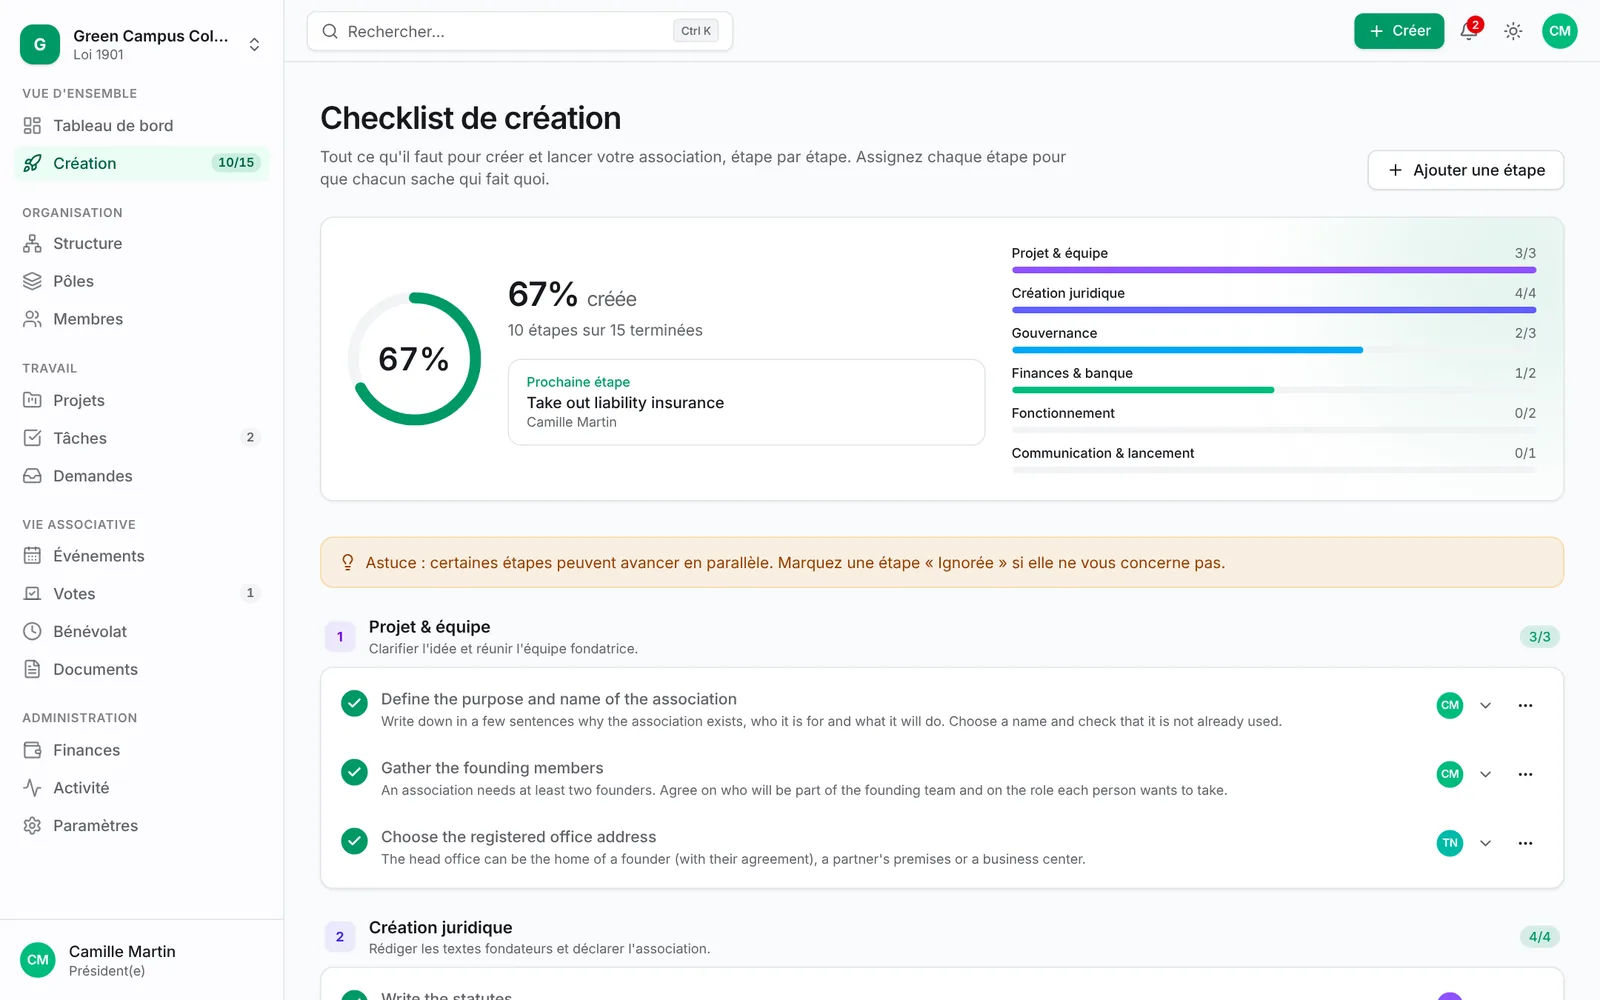 G
Green Campus Col...
Loi 1901
VUE D'ENSEMBLE
Tableau de bord
Création
10/15
ORGANISATION
Structure
Pôles
Membres
TRAVAIL
Projets
Tâches
2
Demandes
VIE ASSOCIATIVE
Événements
Votes
1
Bénévolat
Documents
ADMINISTRATION
Finances
Activité
Paramètres
CM
Camille Martin
Président(e)
Rechercher...
Ctrl K
+ Créer
2
CM
Checklist de création
Tout ce qu'il faut pour créer et lancer votre association, étape par étape. Assignez chaque étape pour
que chacun sache qui fait quoi.
+ Ajouter une étape
67%
67% créée
10 étapes sur 15 terminées
Prochaine étape
Take out liability insurance
Camille Martin
Projet & équipe 3/3
Création juridique 4/4
Gouvernance 2/3
Finances & banque 1/2
Fonctionnement 0/2
Communication & lancement 0/1
Astuce : certaines étapes peuvent avancer en parallèle. Marquez une étape « Ignorée » si elle ne vous concerne pas.
1
Projet & équipe
Clarifier l'idée et réunir l'équipe fondatrice.
3/3
Define the purpose and name of the association
Write down in a few sentences why the association exists, who it is for and what it will do. Choose a name and check that it is not already used.
CM
Gather the founding members
An association needs at least two founders. Agree on who will be part of the founding team and on the role each person wants to take.
CM
Choose the registered office address
The head office can be the home of a founder (with their agreement), a partner's premises or a business center.
TN
2
Création juridique
Rédiger les textes fondateurs et déclarer l'association.
4/4
Write the statutes